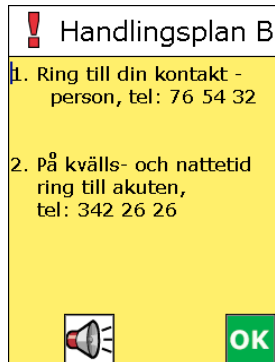 Handlingsplan B
1. Ring till din kontakt -
person, tel: 76 54 32
2. På kvälls- och nattetid
ring till akuten,
tel: 342 26 26
OK